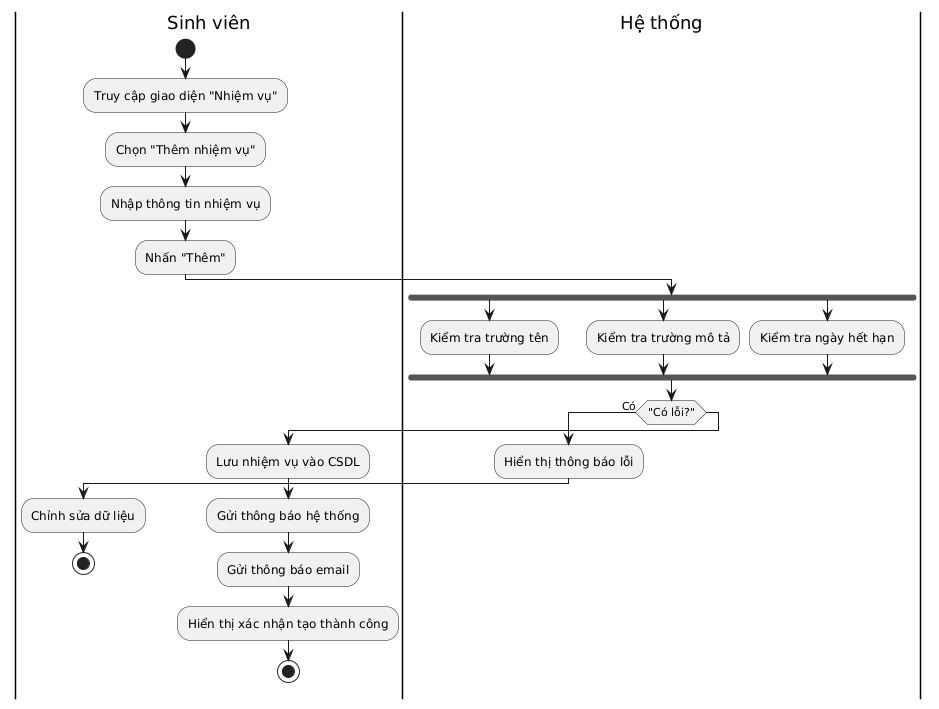 Sinh viên
Hệ thống
Truy cập giao diện "Nhiệm vụ"
Chọn "Thêm nhiệm vụ"
Nhập thông tin nhiệm vụ
Nhấn "Thêm"
Kiểm tra trường tên
Kiểm tra trường mô tả
Kiểm tra ngày hết hạn
Có
"Có lỗi?"
Lưu nhiệm vụ vào CSDL
Hiển thị thông báo lỗi
Chỉnh sửa dữ liệu
Gửi thông báo hệ thống
Gửi thông báo email
Hiển thị xác nhận tạo thành công